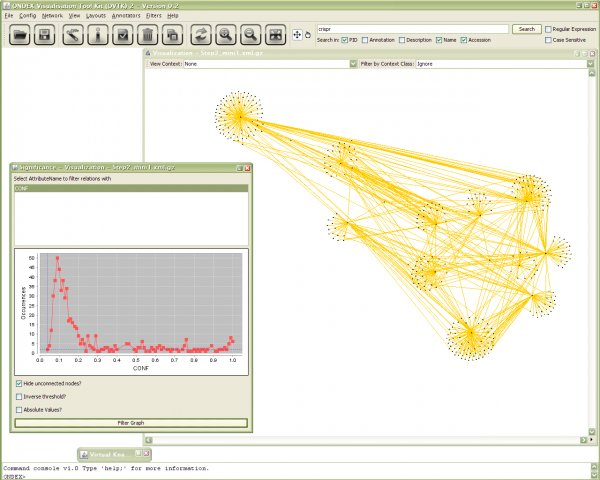 ONDEX Visualisation Tool Kit (OVTK) 2 - Version 0.2
File Config Network View Layouts Annotators Filters Help
crispr
Search
Regular Expression
Search in: PID Annotation Description Name Accession
Case Sensitive
Visualization - Step2_mim1.xml.gz
View Context: None
Filter by Context Class: Ignore
Significance - Visualization - Step2_mim1.xml.gz
Select AttributeName to filter relations with
CONF
Occurrences
50
45
40
35
30
25
20
15
10
5
0
0.0 0.1 0.2 0.3 0.4 0.5 0.6 0.7 0.8 0.9 1.0
CONF
Hide unconnected nodes?
Inverse threshold?
Absolute Values?
Filter Graph
Virtual Kno...
Command console v1.0 Type 'help;' for more information.
ONDEX>